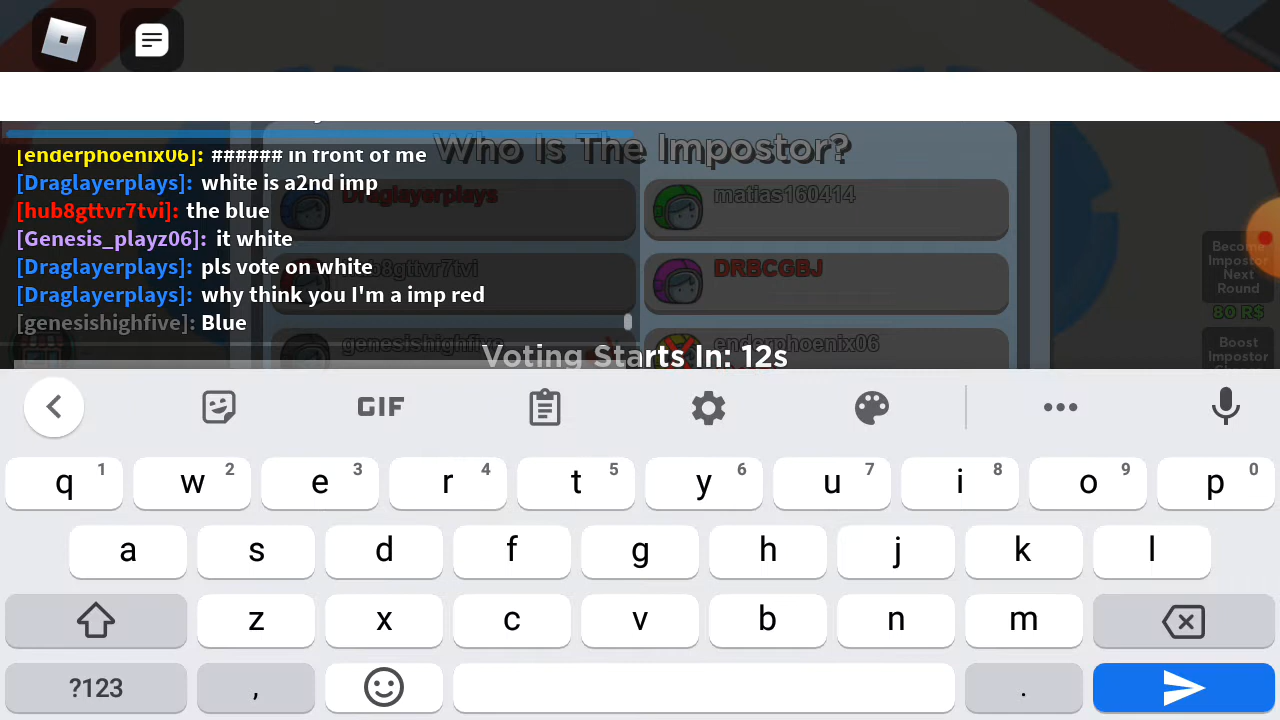 Who Is The Impostor?
[enderphoenix06]: ###### in front of me
[Draglayerplays]: white is a2nd imp
[hub8gttvr7tvi]: the blue
[Genesis_playz06]: it white
[Draglayerplays]: pls vote on white
[Draglayerplays]: why think you I'm a imp red
[genesishighfive]: Blue
Draglayerplays
matias160414
hub8gttvr7tvi
DRBCGBJ
genesishighfive
enderphoenix06
Voting Starts In: 12s
Become
Impostor
Next
Round
80 R$
Boost
Impostor
GIF
q 1 w 2 e 3 r 4 t 5 y 6 u 7 i 8 o 9 p 0
a s d f g h j k l
z x c v b n m
?123 , .